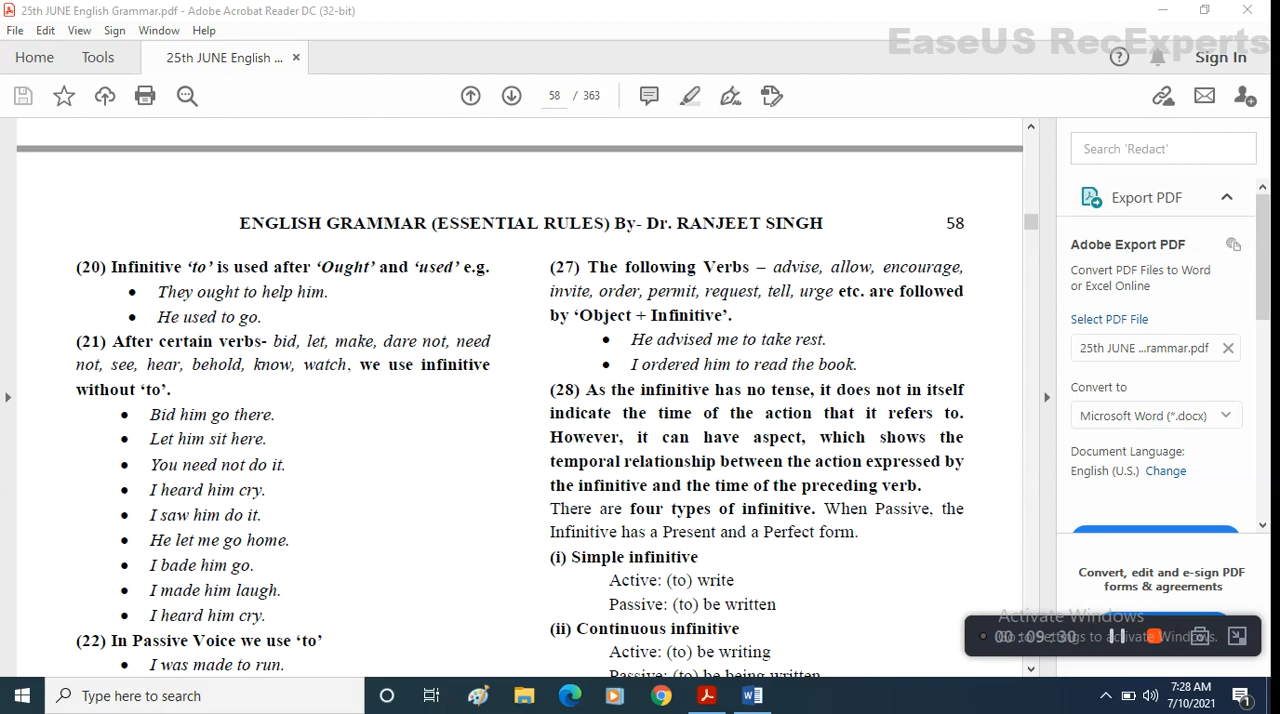 25th JUNE English Grammar.pdf - Adobe Acrobat Reader DC (32-bit)
File Edit View Sign Window Help
EaseUS RecExperts
Home Tools 25th JUNE English ... × Sign In
58 / 363
Search 'Redact'
Export PDF
Adobe Export PDF
Convert PDF Files to Word
or Excel Online
Select PDF File
25th JUNE ...rammar.pdf
Convert to
Microsoft Word (*.docx)
Document Language:
English (U.S.) Change
Convert, edit and e-sign PDF
forms & agreements
ENGLISH GRAMMAR (ESSENTIAL RULES) By- Dr. RANJEET SINGH 58
(20) Infinitive ‘to’ is used after ‘Ought’ and ‘used’ e.g.
• They ought to help him.
• He used to go.
(21) After certain verbs- bid, let, make, dare not, need
not, see, hear, behold, know, watch, we use infinitive
without ‘to’.
• Bid him go there.
• Let him sit here.
• You need not do it.
• I heard him cry.
• I saw him do it.
• He let me go home.
• I bade him go.
• I made him laugh.
• I heard him cry.
(22) In Passive Voice we use ‘to’
• I was made to run.
(27) The following Verbs – advise, allow, encourage,
invite, order, permit, request, tell, urge etc. are followed
by ‘Object + Infinitive’.
• He advised me to take rest.
• I ordered him to read the book.
(28) As the infinitive has no tense, it does not in itself
indicate the time of the action that it refers to.
However, it can have aspect, which shows the
temporal relationship between the action expressed by
the infinitive and the time of the preceding verb.
There are four types of infinitive. When Passive, the
Infinitive has a Present and a Perfect form.
(i) Simple infinitive
Active: (to) write
Passive: (to) be written
(ii) Continuous infinitive
Active: (to) be writing
Passive: (to) be being written
Activate Windows
Go to Settings to activate Windows.
00:09:30
Type here to search
7:28 AM
7/10/2021
1